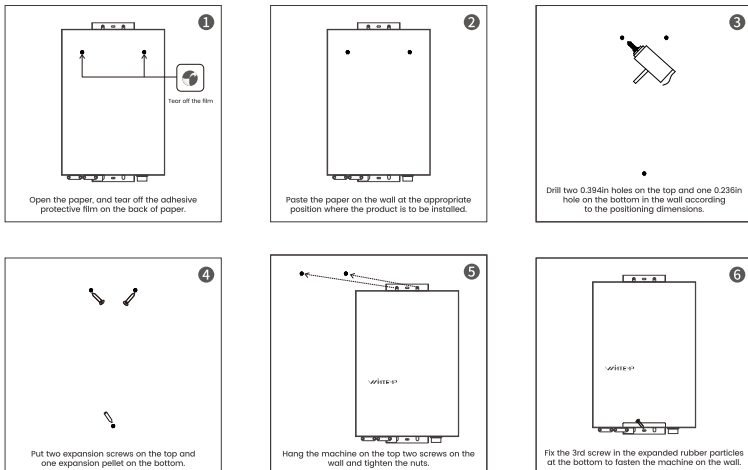 1
Tear off the film
Open the paper, and tear off the adhesive
protective film on the back of paper.
2
Paste the paper on the wall at the appropriate
position where the product is to be installed.
3
Drill two 0.394in holes on the top and one 0.236in
hole on the bottom in the wall according
to the positioning dimensions.
4
Put two expansion screws on the top and
one expansion pellet on the bottom.
5
Hang the machine on the top two screws on the
wall and tighten the nuts.
6
Fix the 3rd screw in the expanded rubber particles
at the bottom to fasten the machine on the wall.